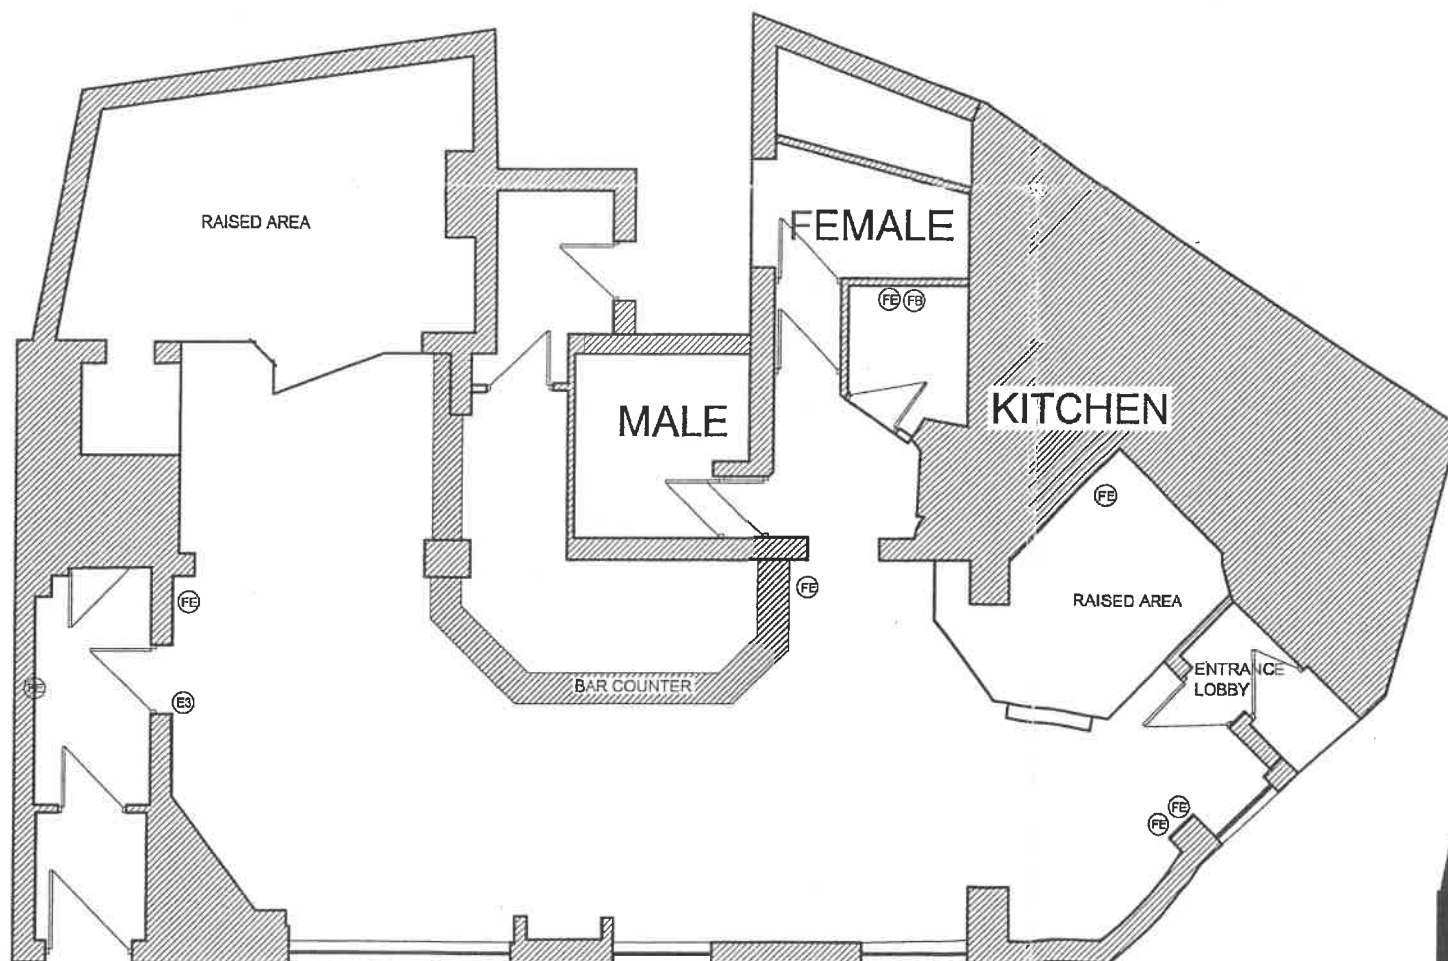 RAISED AREA
FEMALE
FE FB
MALE
KITCHEN
FE
FE
FE
RAISED AREA
ENTRANCE
LOBBY
BAR COUNTER
E3
FE
FE